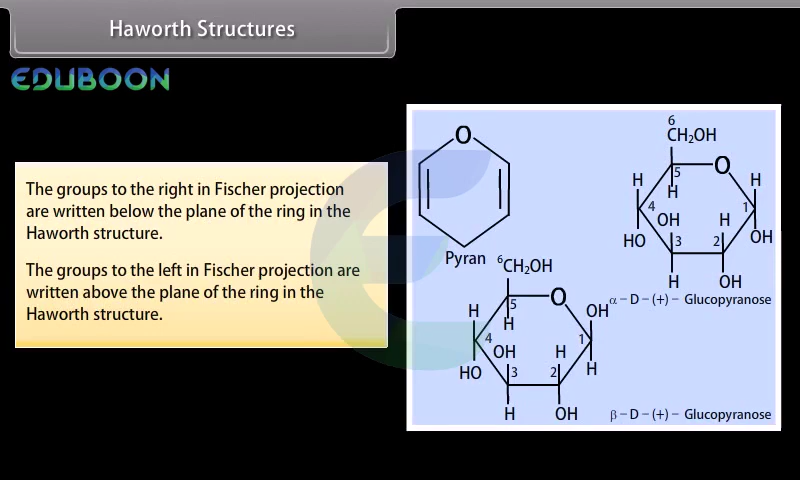 Haworth Structures
EDUBOON
The groups to the right in Fischer projection
are written below the plane of the ring in the
Haworth structure.
The groups to the left in Fischer projection are
written above the plane of the ring in the
Haworth structure.
O
Pyran
6
CH2OH
5
O
H
H
H
4
OH
H
1
HO
3
2
OH
H
OH
α – D – (+) – Glucopyranose
6CH2OH
5
O
H
H
OH
4
OH
H
1
HO
3
2
H
H
OH
β – D – (+) – Glucopyranose